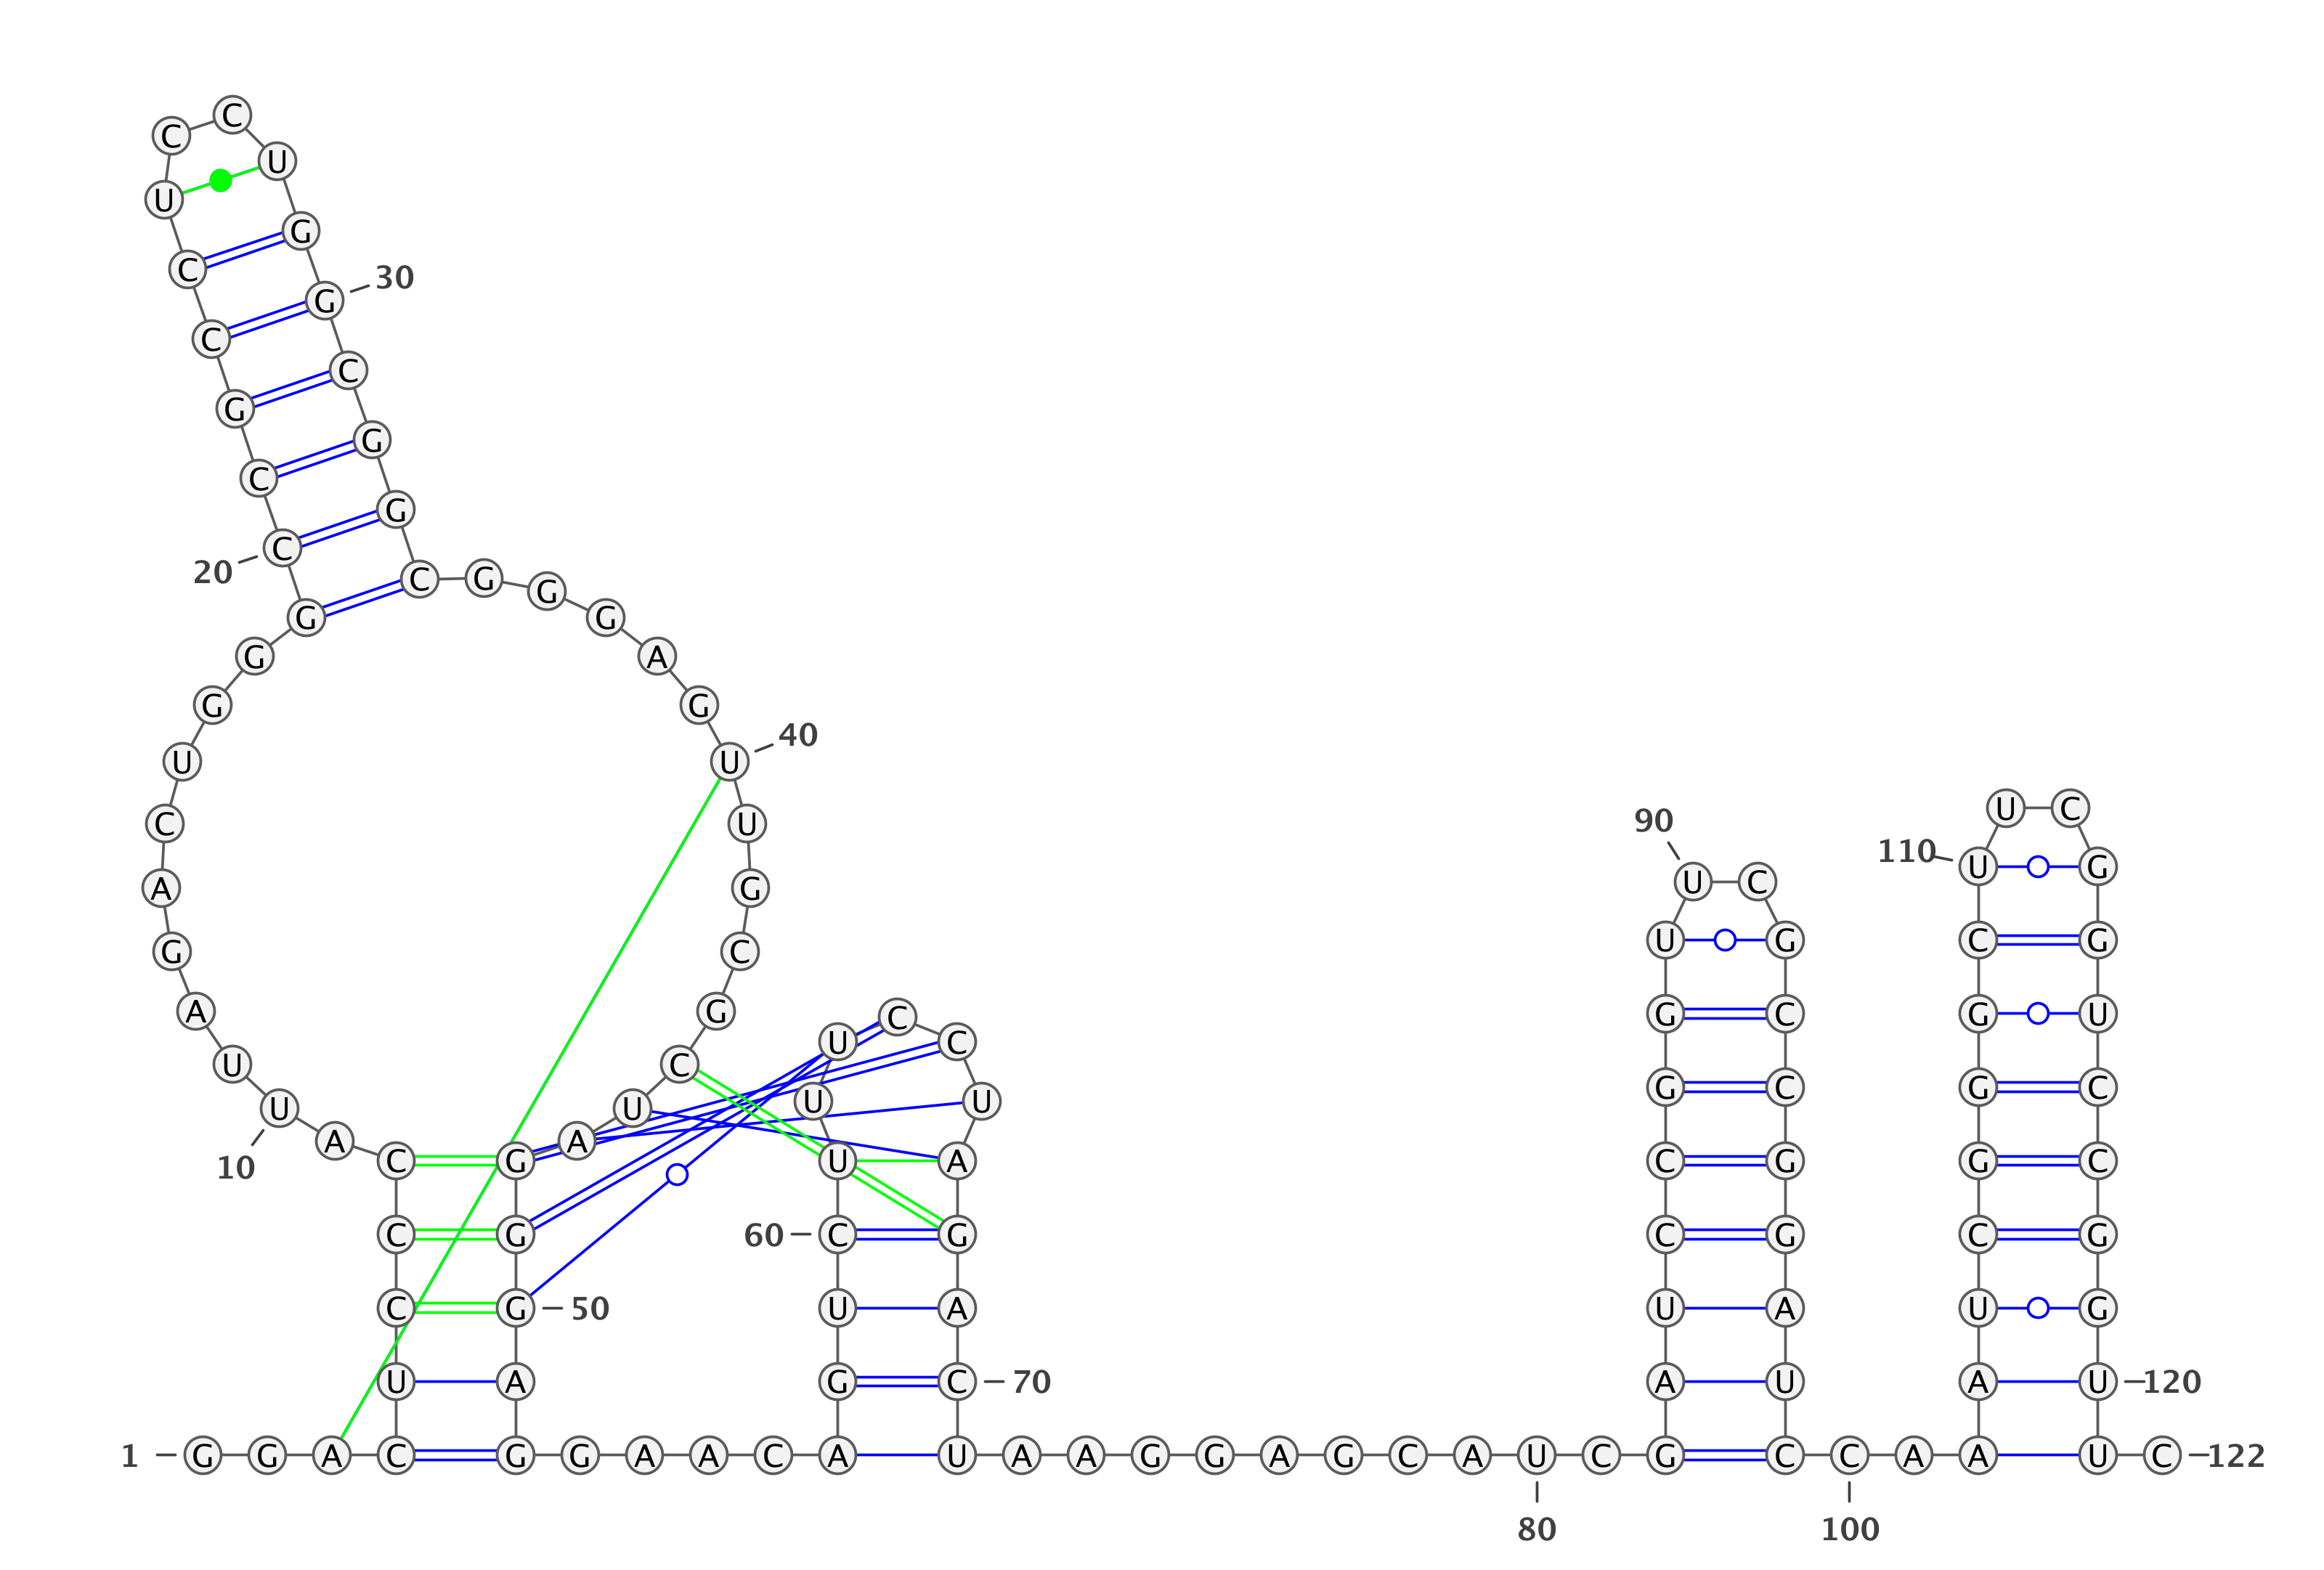 C
C U
U
G
C 30
G
C
C
G
G
C
G
C
20 C G
G
G G
G A
G G
40
U U
U C
C U 90
110 U G
A G U C
U G C G
G C
A G U C G C G U
U U C
G C G C
U U U
10 U U
A A
C G U A C G G C
C G 60 C G C G C G
C G 50 U A U A U G
U A G C 70 A U A U 120
1 G G A C G G A A C A U A A G G A G C A U C G C C A A U C 122
80 100